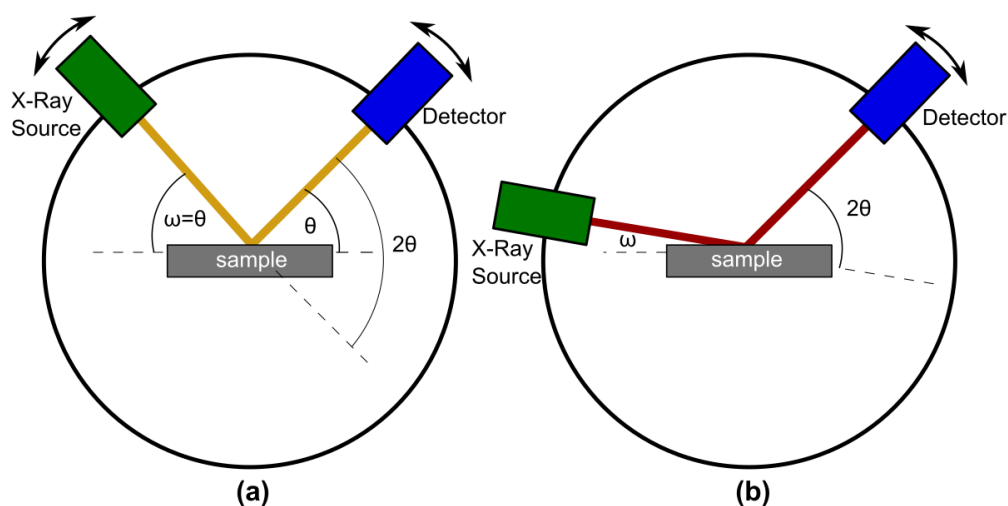 X-Ray
Source
Detector
ω=θ
θ
2θ
sample
(a)
Detector
2θ
ω
X-Ray
Source
sample
(b)